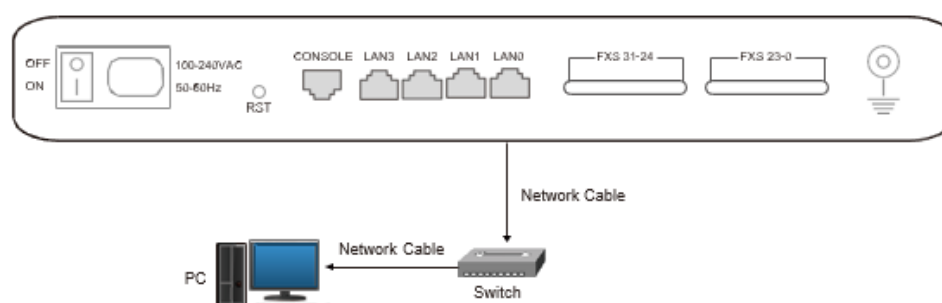 OFF
ON
100-240VAC
50-60Hz
RST
CONSOLE LAN3 LAN2 LAN1 LAN0
FXS 31-24
FXS 23-0
Network Cable
Network Cable
PC
Switch